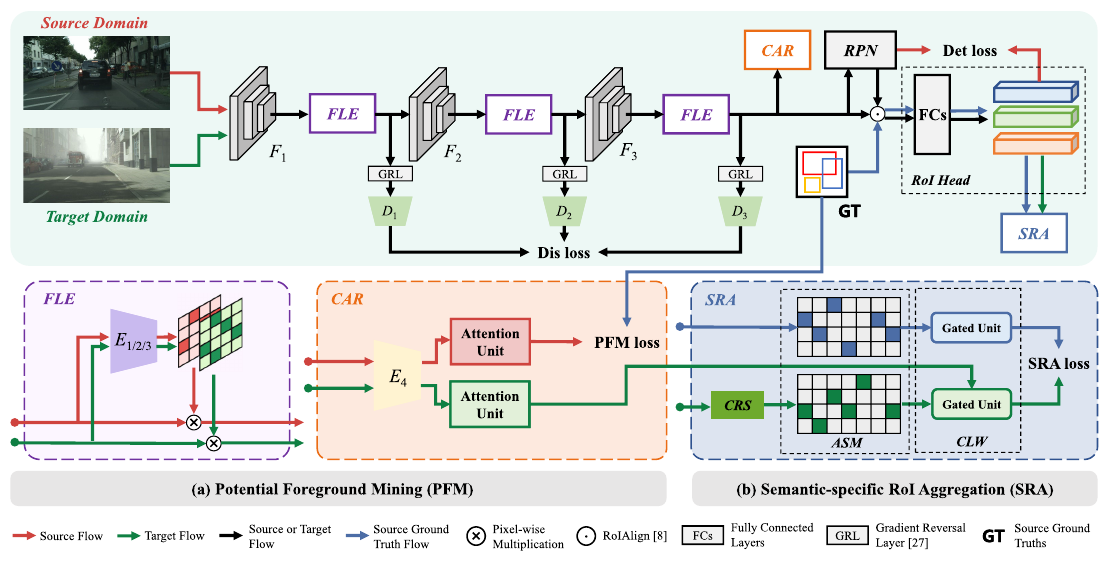 Source Domain
Target Domain
F1
FLE
F2
FLE
F3
FLE
CAR
RPN
Det loss
FCs
RoI Head
GT
SRA
GRL
GRL
GRL
D1
D2
D3
Dis loss
FLE
E1/2/3
CAR
E4
Attention
Unit
Attention
Unit
PFM loss
SRA
CRS
ASM
Gated Unit
Gated Unit
CLW
SRA loss
(a) Potential Foreground Mining (PFM)
(b) Semantic-specific RoI Aggregation (SRA)
Source Flow
Target Flow
Source or Target
Flow
Source Ground
Truth Flow
Pixel-wise
Multiplication
RoIAlign [8]
FCs
Fully Connected
Layers
GRL
Gradient Reversal
Layer [27]
GT
Source Ground
Truths